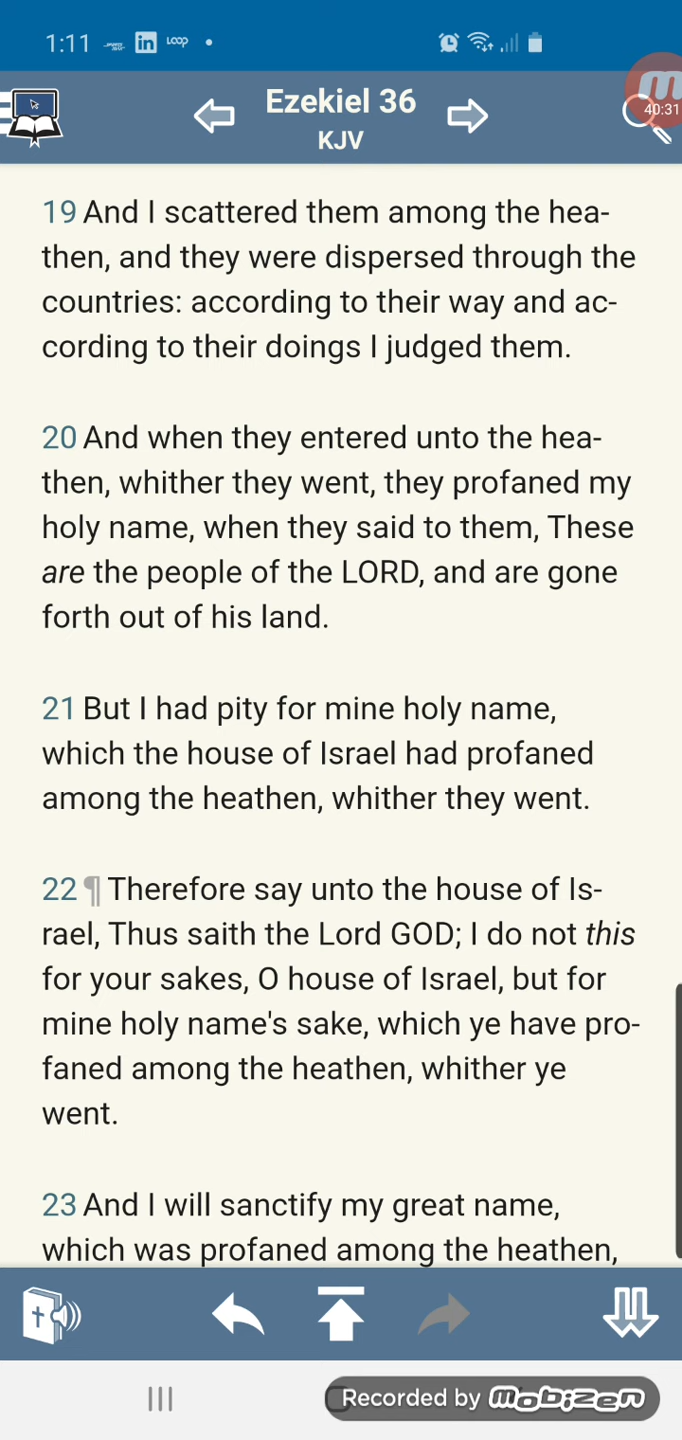 1:11
in LOOP
Ezekiel 36
KJV
40:31
19 And I scattered them among the hea-
then, and they were dispersed through the
countries: according to their way and ac-
cording to their doings I judged them.
20 And when they entered unto the hea-
then, whither they went, they profaned my
holy name, when they said to them, These
are the people of the LORD, and are gone
forth out of his land.
21 But I had pity for mine holy name,
which the house of Israel had profaned
among the heathen, whither they went.
22 ¶ Therefore say unto the house of Is-
rael, Thus saith the Lord GOD; I do not this
for your sakes, O house of Israel, but for
mine holy name's sake, which ye have pro-
faned among the heathen, whither ye
went.
23 And I will sanctify my great name,
which was profaned among the heathen,
Recorded by mobizen